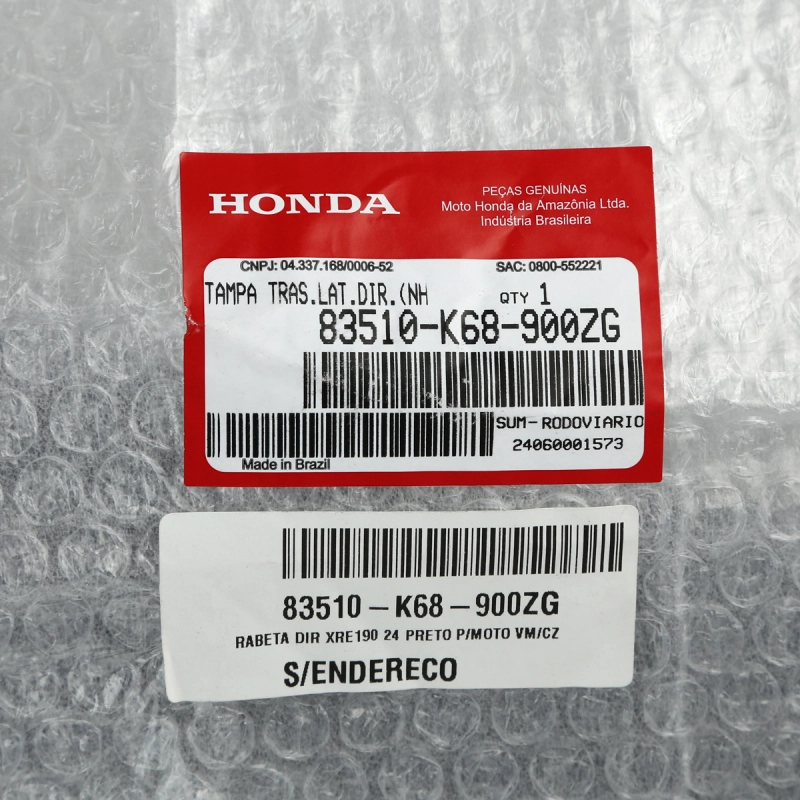 HONDA
PEÇAS GENUÍNAS
Moto Honda da Amazônia Ltda.
Indústria Brasileira
CNPJ: 04.337.168/0006-52
SAC: 0800-552221
TAMPA TRAS.LAT.DIR.(NH
QTY 1
83510-K68-900ZG
SUM-RODOVIARIO
24060001573
Made in Brazil
83510-K68-900ZG
RABETA DIR XRE190 24 PRETO P/MOTO VM/CZ
S/ENDERECO